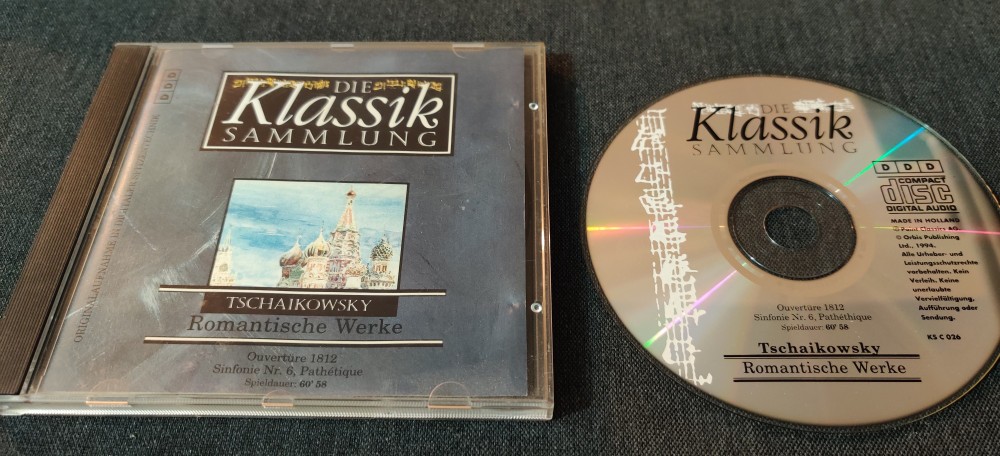 DIE
Klassik
SAMMLUNG
DDD
TSCHAIKOWSKY
Romantische Werke
Ouvertüre 1812
Sinfonie Nr. 6, Pathétique
Spieldauer: 60' 58
DIE
Klassik
SAMMLUNG
DDD
COMPACT
disc
DIGITAL AUDIO
MADE IN HOLLAND
© Orbis Publishing
Ltd., 1994.
Alle Urheber- und
Leistungsschutzrechte
vorbehalten. Kein
Verleih. Keine
unerlaubte
Vervielfältigung,
Aufführung oder
Sendung.
KS C 026
Ouvertüre 1812
Sinfonie Nr. 6, Pathéthique
Spieldauer: 60' 58
Tschaikowsky
Romantische Werke